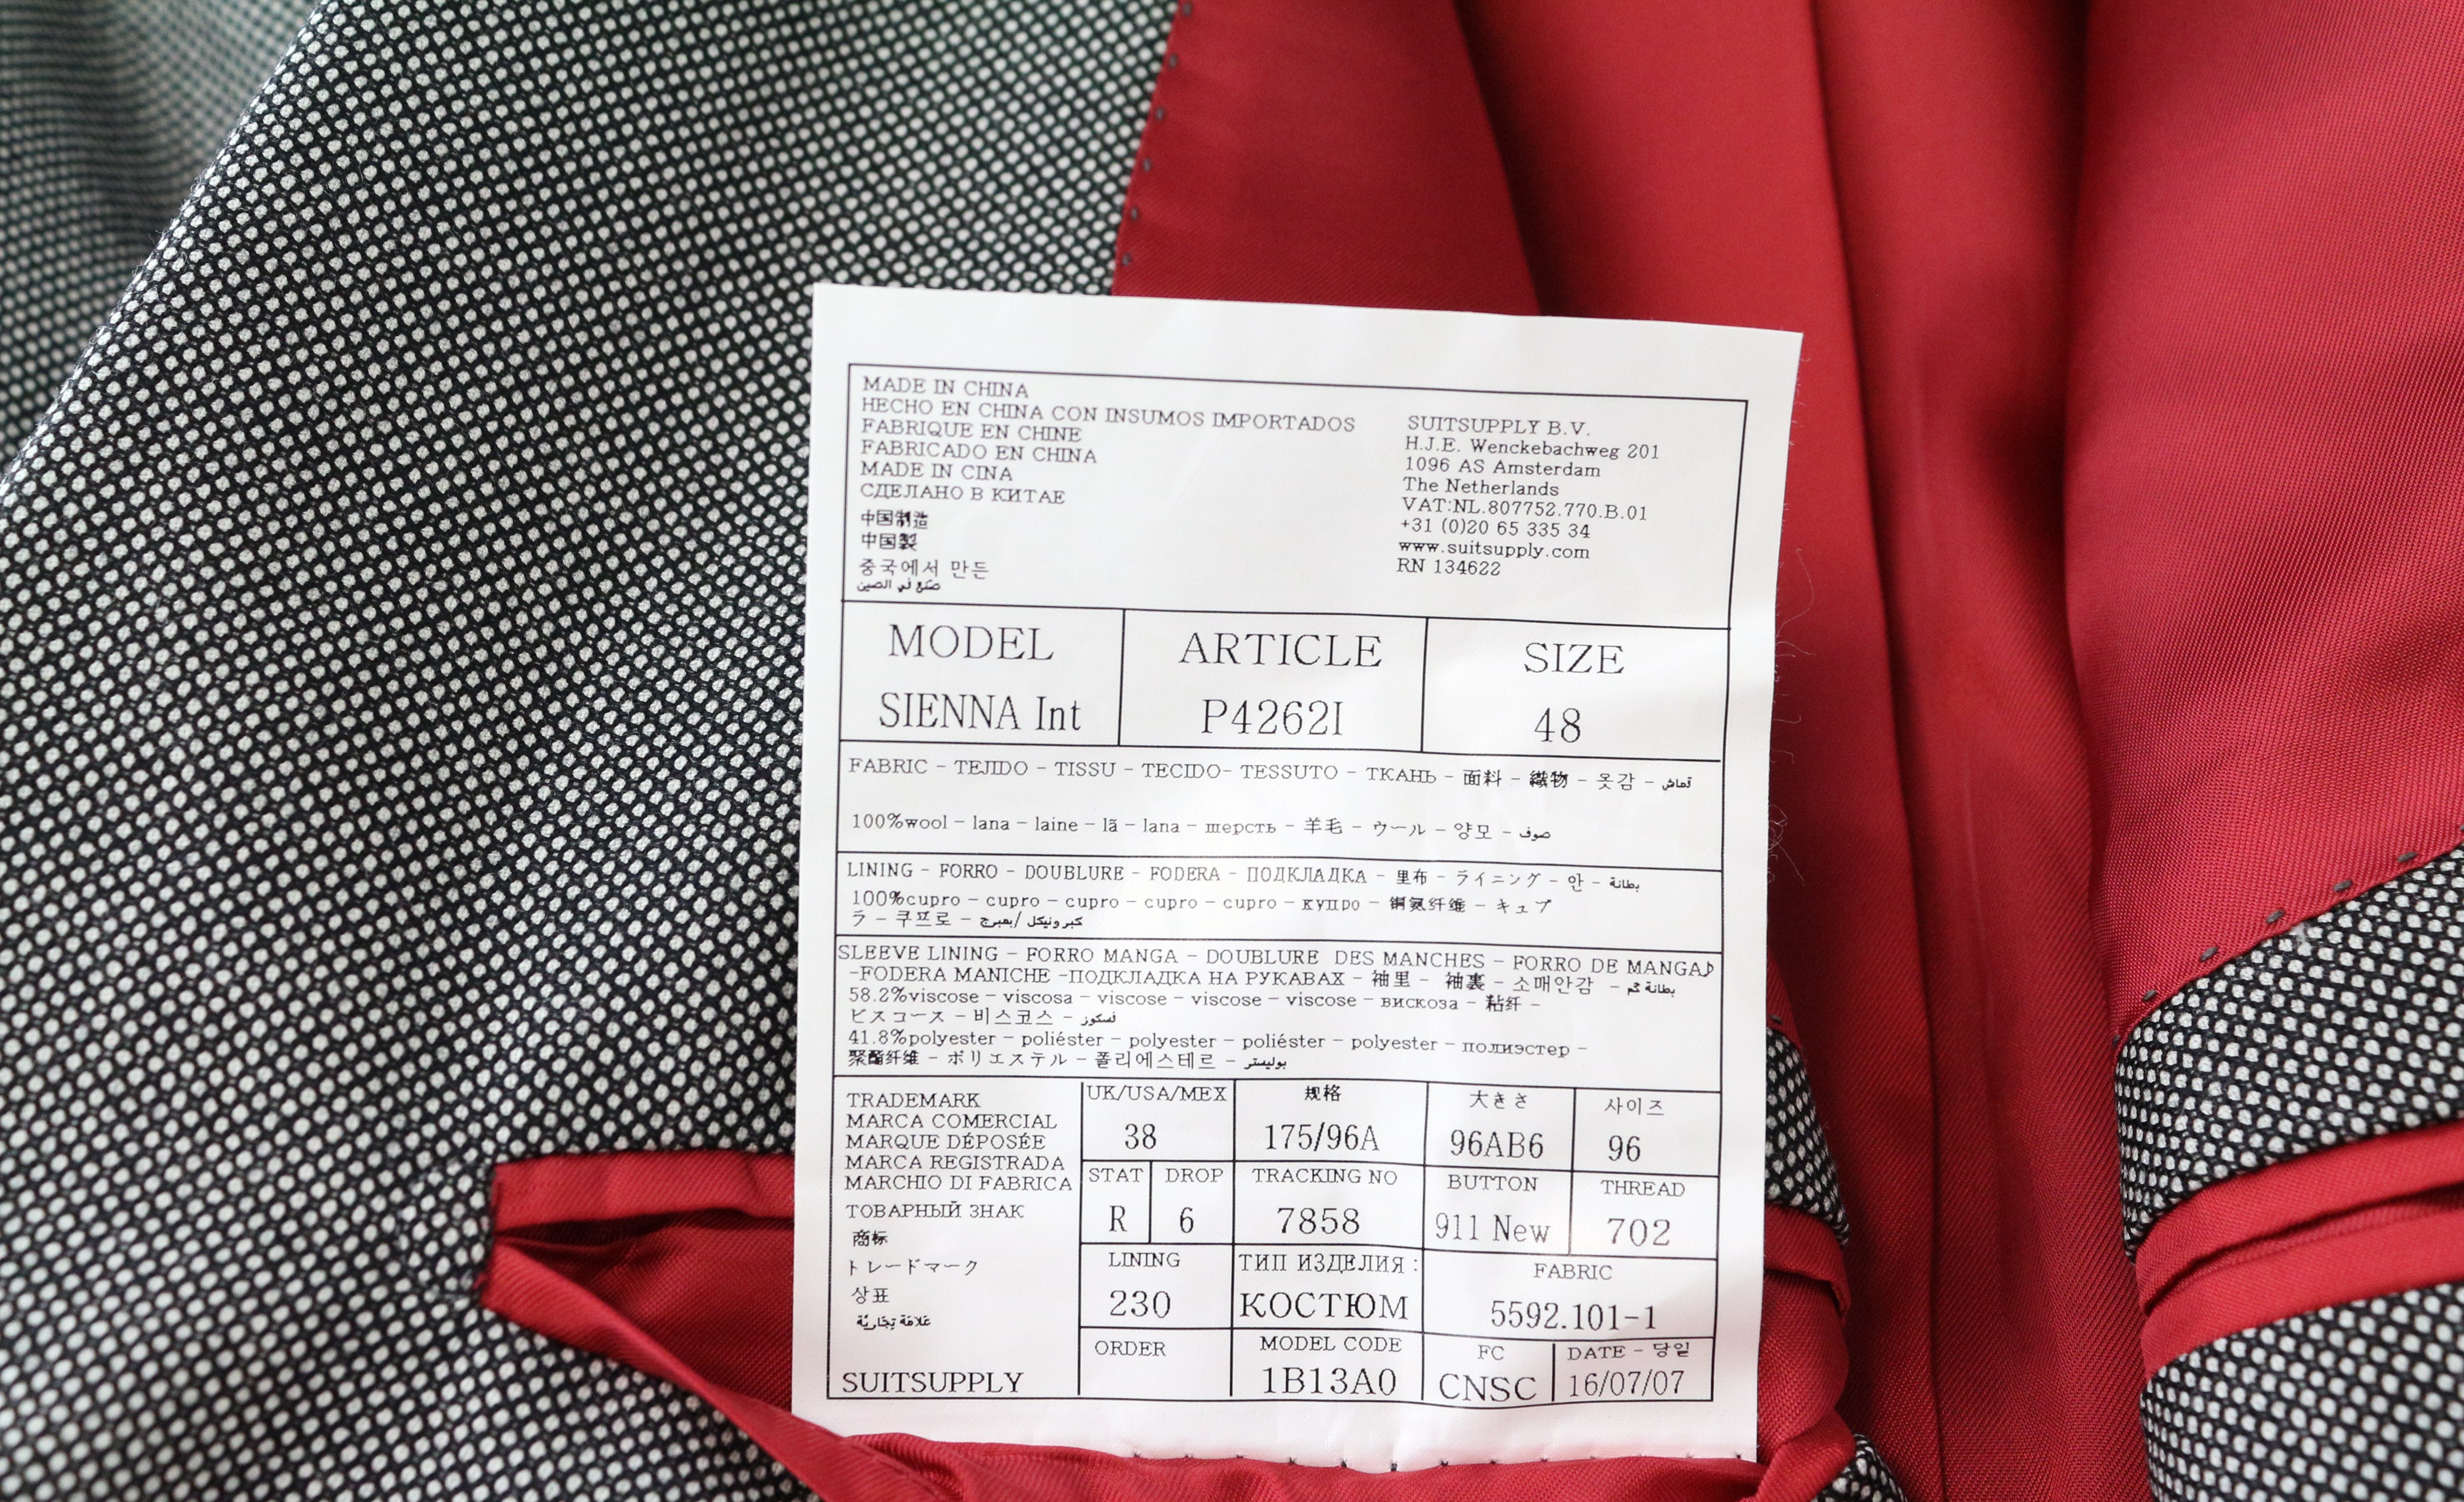 MADE IN CHINA
HECHO EN CHINA CON INSUMOS IMPORTADOS
FABRIQUE EN CHINE
FABRICADO EN CHINA
MADE IN CINA
СДЕЛАНО В КИТАЕ
中国制造
中国製
중국에서 만든
صنع في الصين
SUITSUPPLY B.V.
H.J.E. Wenckebachweg 201
1096 AS Amsterdam
The Netherlands
VAT:NL.807752.770.B.01
+31 (0)20 65 335 34
www.suitsupply.com
RN 134622
MODEL
SIENNA Int
ARTICLE
P4262I
SIZE
48
FABRIC - TEJIDO - TISSU - TECIDO- TESSUTO - ТКАНЬ - 面料 - 織物 - 옷감 - قماش
100%wool - lana - laine - lã - lana - шерсть - 羊毛 - ウール - 양모 - صوف
LINING - FORRO - DOUBLURE - FODERA - ПОДКЛАДКА - 里布 - ライニング - 안 - بطانة
100%cupro - cupro - cupro - cupro - cupro - купро - 铜氨纤维 - キュプ
ラ - 쿠프로 - كبرونيكل /بمبرج
SLEEVE LINING - FORRO MANGA - DOUBLURE DES MANCHES - FORRO DE MANGA♪
-FODERA MANICHE -ПОДКЛАДКА НА РУКАВАХ - 袖里 - 袖裏 - 소매안감 - بطانة كم
58.2%viscose - viscosa - viscose - viscose - viscose - вискоза - 粘纤 -
ビスコース - 비스코스 - فسكوز
41.8%polyester - poliéster - polyester - poliéster - polyester - полиэстер -
聚酯纤维 - ポリエステル - 폴리에스테르 - بوليستر
TRADEMARK
MARCA COMERCIAL
MARQUE DÉPOSÉE
MARCA REGISTRADA
MARCHIO DI FABRICA
ТОВАРНЫЙ ЗНАК
商标
トレードマーク
상표
علامة تجارية
SUITSUPPLY
UK/USA/MEX
38
规格
175/96A
大きさ
96AB6
사이즈
96
STAT
R
DROP
6
TRACKING NO
7858
BUTTON
911 New
THREAD
702
LINING
230
ТИП ИЗДЕЛИЯ :
КОСТЮМ
FABRIC
5592.101-1
ORDER
MODEL CODE
1B13A0
FC
CNSC
DATE - 당일
16/07/07